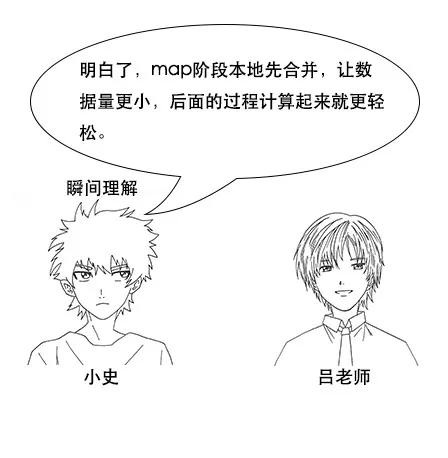 明白了，map阶段本地先合并，让数
据量更小，后面的过程计算起来就更轻
松。
瞬间理解
小史
吕老师